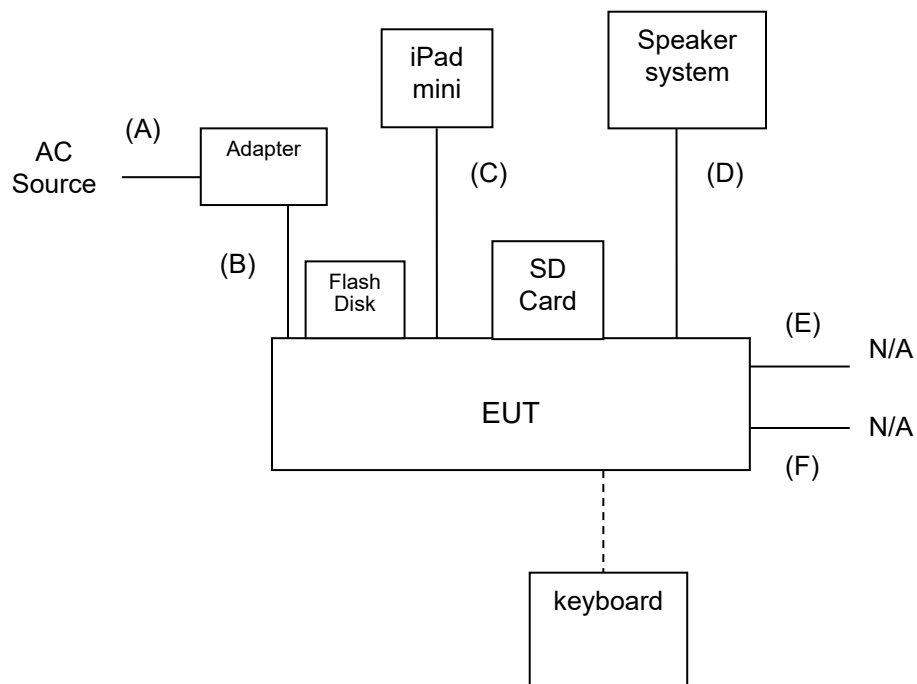 iPad
mini
Speaker
system
(A)
AC
Source
Adapter
(C)
(D)
(B)
Flash
Disk
SD
Card
(E)
N/A
EUT
N/A
(F)
keyboard